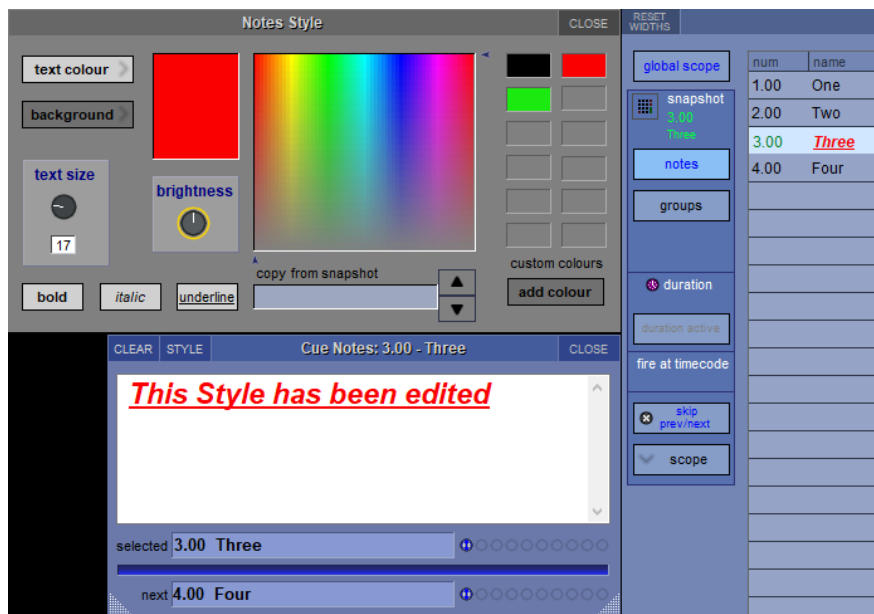 Notes Style
CLOSE
text colour
background
text size
17
brightness
bold
italic
underline
copy from snapshot
custom colours
add colour
CLEAR
STYLE
Cue Notes: 3.00 - Three
CLOSE
This Style has been edited
selected 3.00 Three
next 4.00 Four
RESET
WIDTHS
global scope
snapshot
3.00
Three
notes
groups
duration
duration active
fire at timecode
skip
prev/next
scope
num name
1.00 One
2.00 Two
3.00 Three
4.00 Four